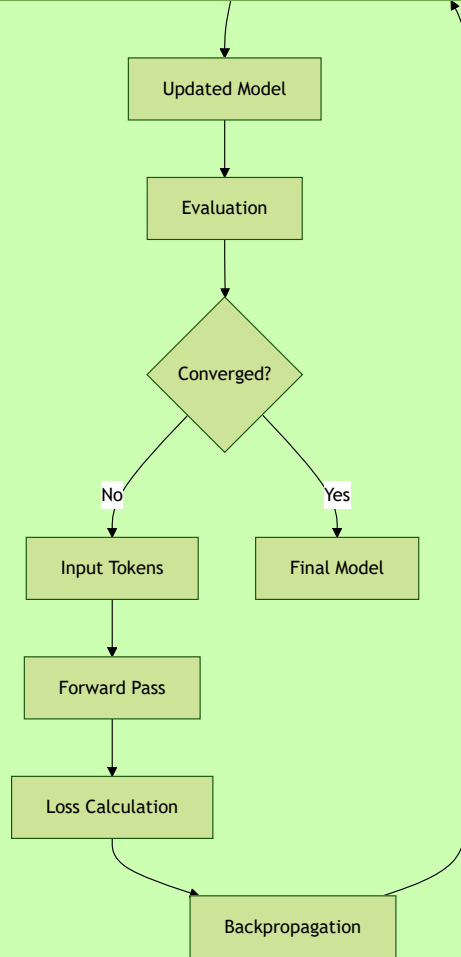 Updated Model
Evaluation
Converged?
No
Yes
Input Tokens
Final Model
Forward Pass
Loss Calculation
Backpropagation